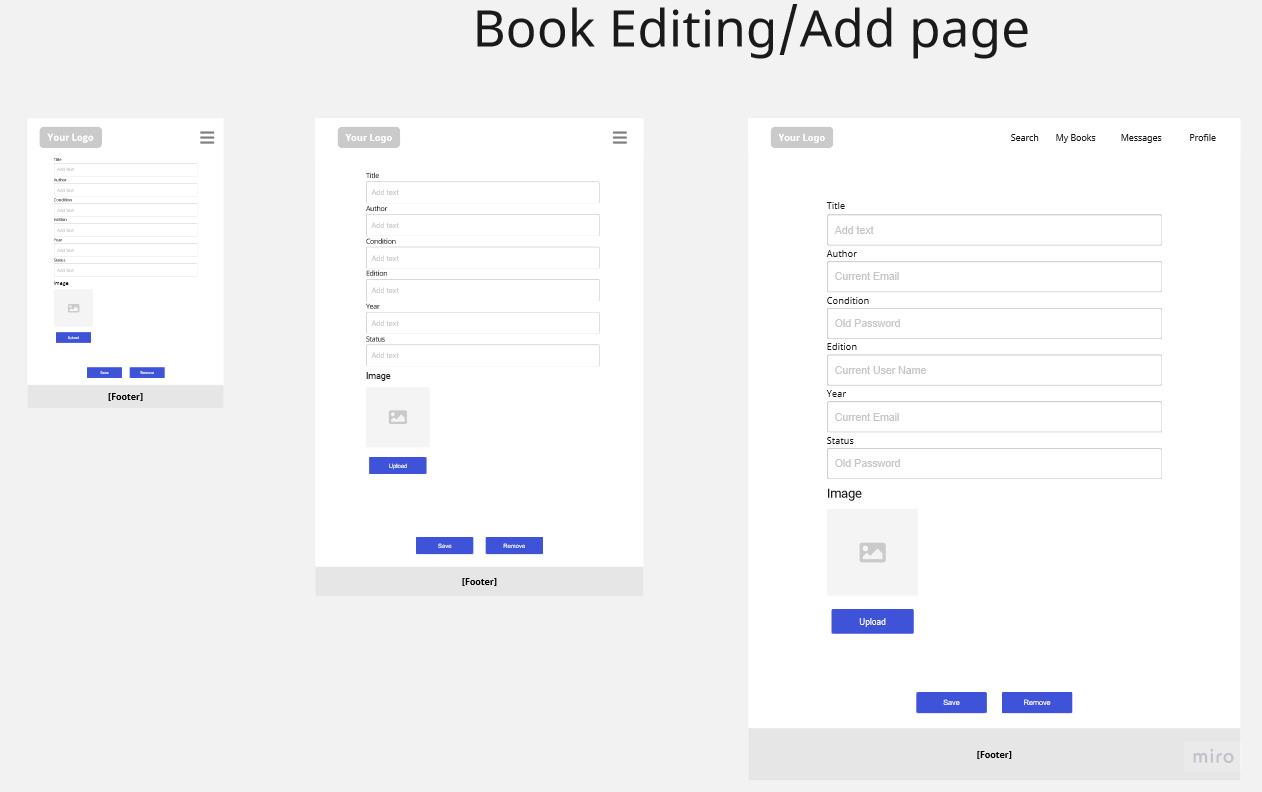 Book Editing/Add page
Your Logo
Title
Add text
Author
Add text
Condition
Add text
Edition
Add text
Year
Add text
Status
Add text
Image
Upload
Save Remove
[Footer]
Your Logo
Title
Add text
Author
Add text
Condition
Add text
Edition
Add text
Year
Add text
Status
Add text
Image
Upload
Save Remove
[Footer]
Your Logo Search My Books Messages Profile
Title
Add text
Author
Current Email
Condition
Old Password
Edition
Current User Name
Year
Current Email
Status
Old Password
Image
Upload
Save Remove
[Footer]
miro